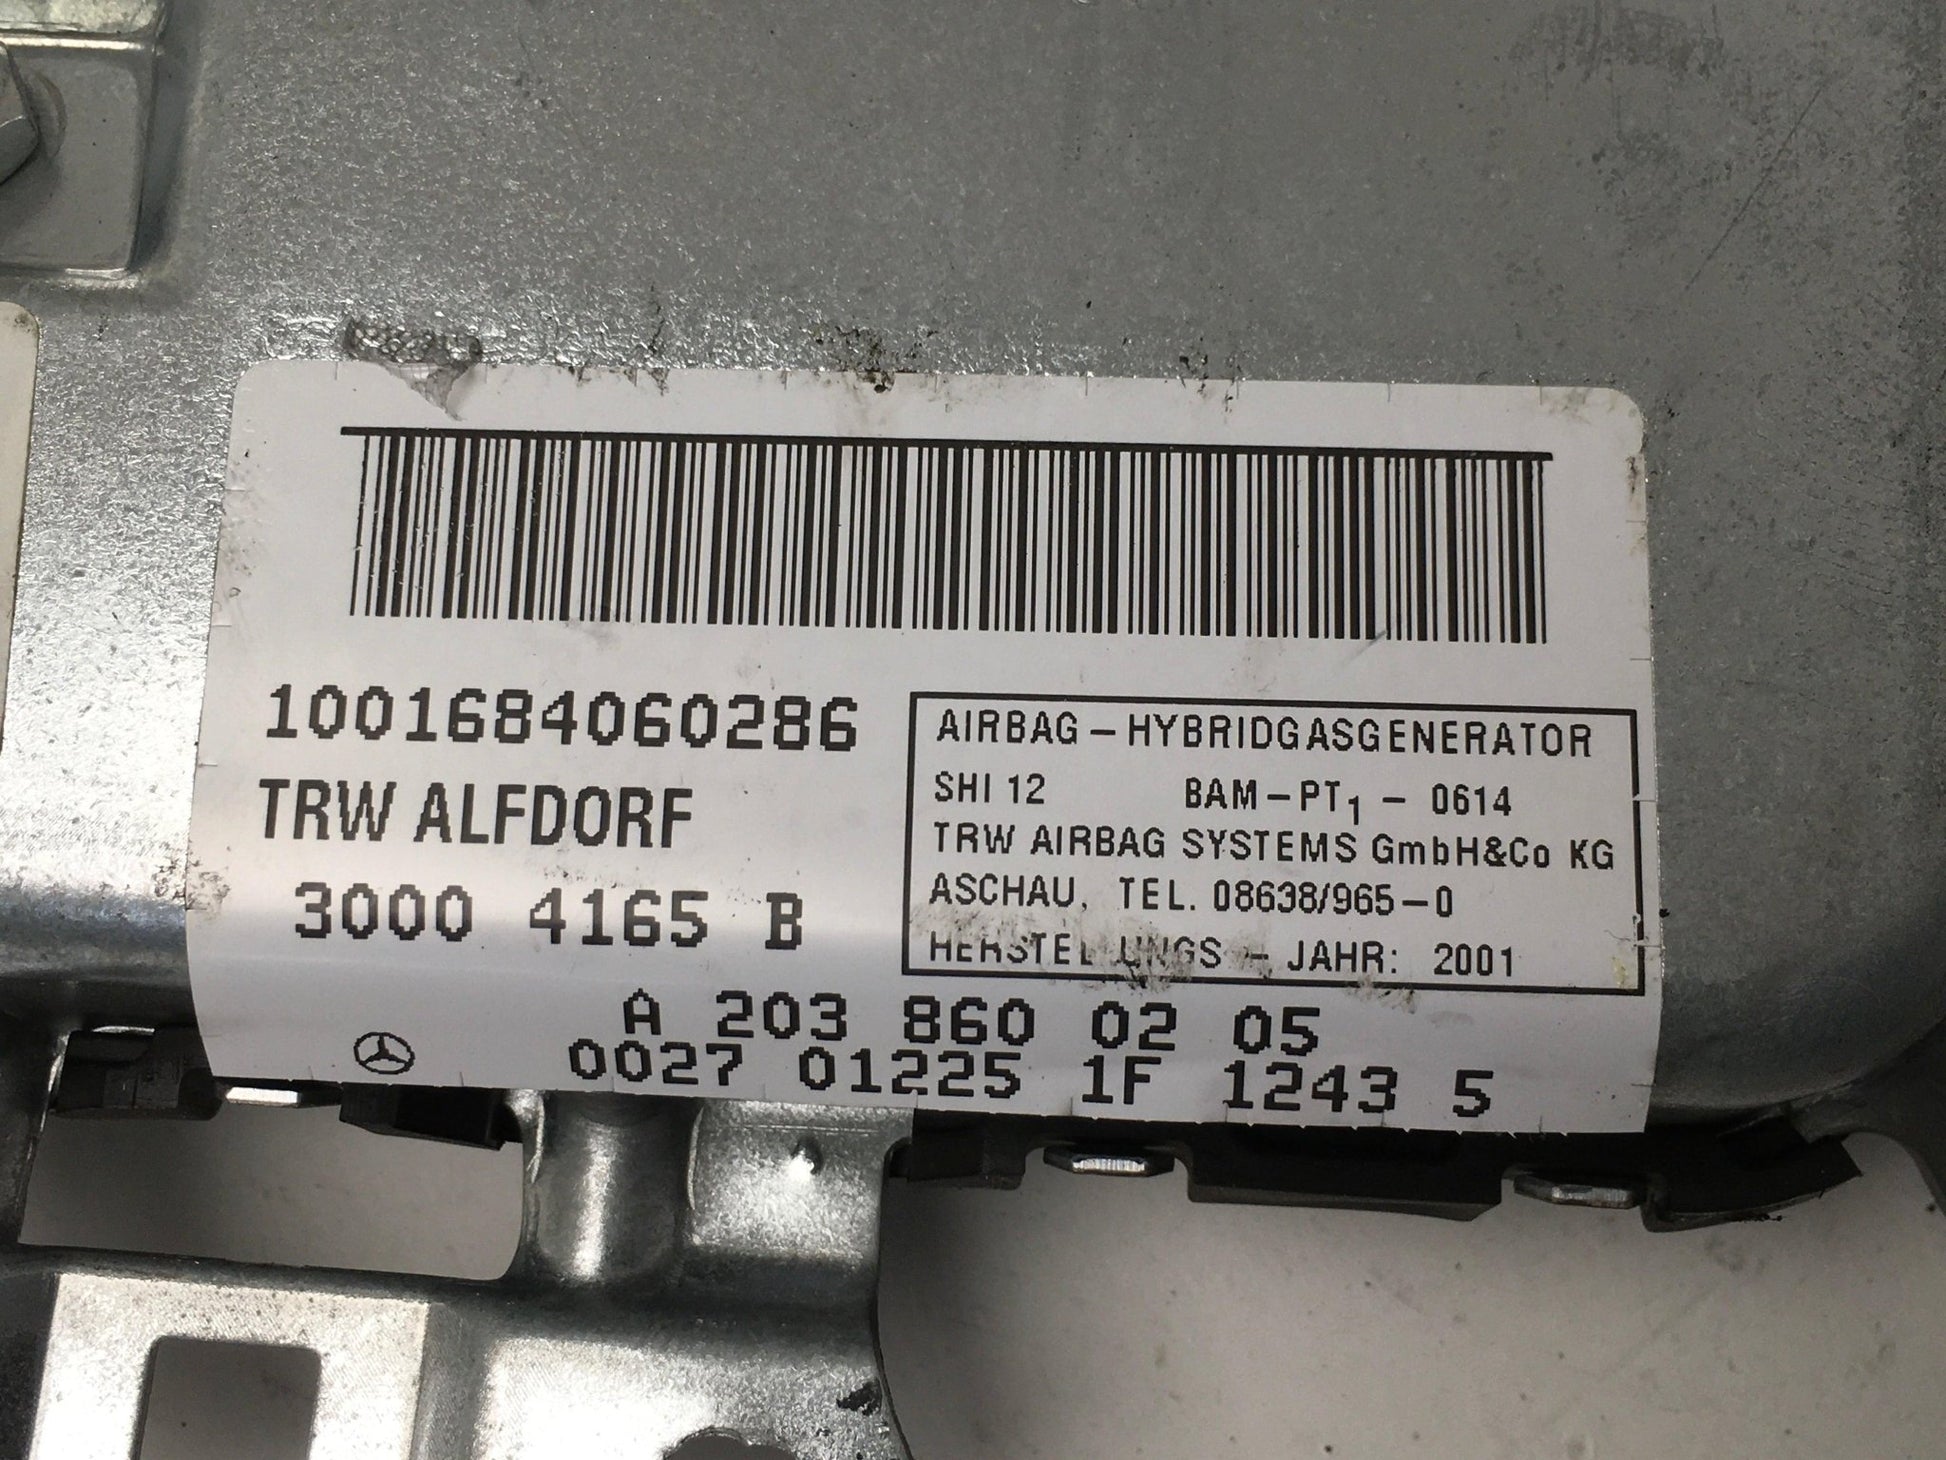 1001684060286
TRW ALFDORF
3000 4165 B
AIRBAG – HYBRIDGASGENERATOR
SHI 12 BAM – PT1 – 0614
TRW AIRBAG SYSTEMS GmbH&Co KG
ASCHAU, TEL. 08638/965–0
HERSTELLUNGS – JAHR: 2001
A 203 860 02 05
0027 01225 1F 1243 5